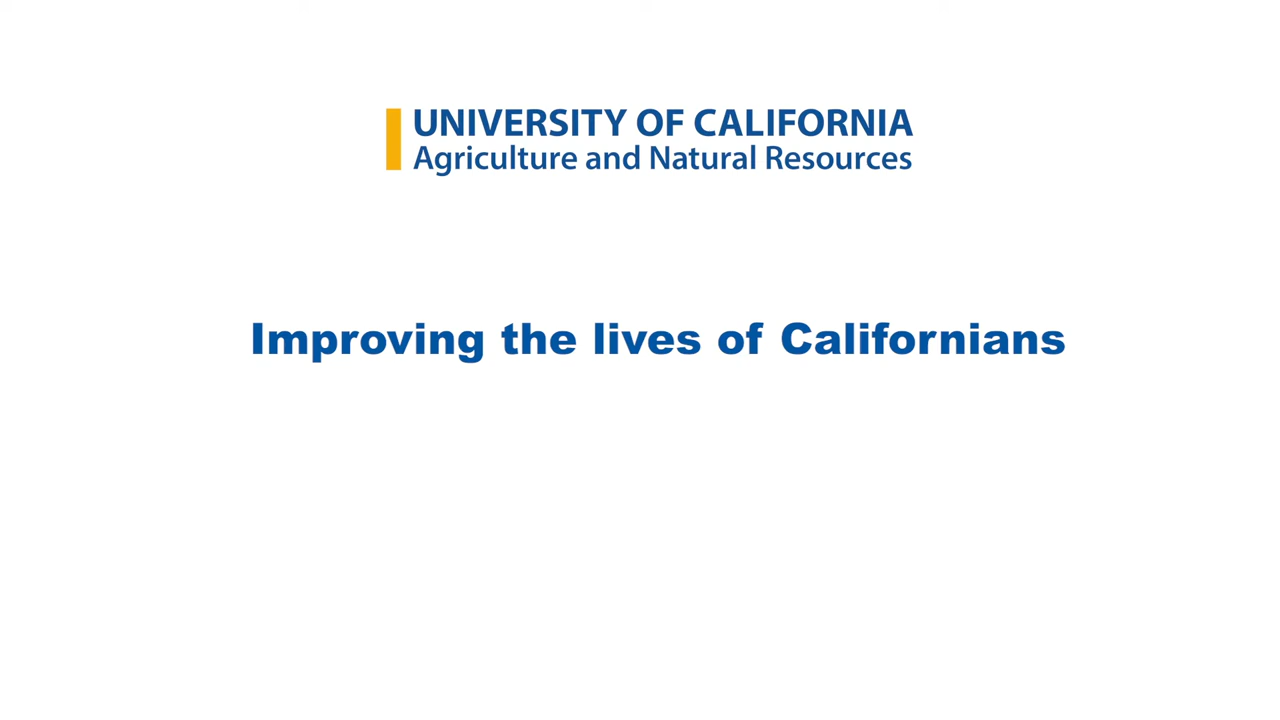 UNIVERSITY OF CALIFORNIA
Agriculture and Natural Resources
Improving the lives of Californians